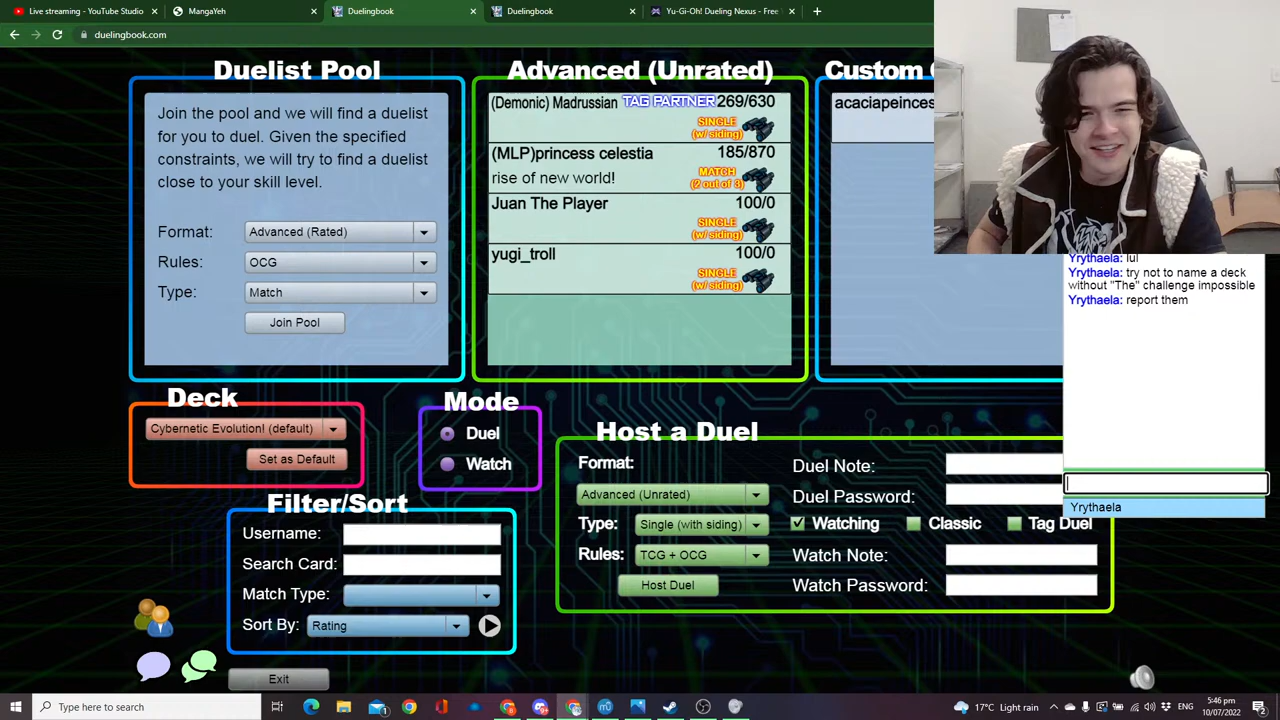 Live streaming - YouTube Studio
MangaYeh
Duelingbook
Duelingbook
Yu-Gi-Oh! Dueling Nexus - Free
duelingbook.com
Duelist Pool
Join the pool and we will find a duelist
for you to duel. Given the specified
constraints, we will try to find a duelist
close to your skill level.
Format: Advanced (Rated)
Rules: OCG
Type: Match
Join Pool
Advanced (Unrated)
(Demonic) Madrussian TAG PARTNER 269/630
SINGLE
(w/ siding)
(MLP)princess celestia 185/870
rise of new world! MATCH
(2 out of 3)
Juan The Player 100/0
SINGLE
(w/ siding)
yugi_troll 100/0
SINGLE
(w/ siding)
Custom
acaciapeinces
Yrythaela: lul
Yrythaela: try not to name a deck
without "The" challenge impossible
Yrythaela: report them
Yrythaela
Deck
Cybernetic Evolution! (default)
Set as Default
Mode
Duel
Watch
Filter/Sort
Username:
Search Card:
Match Type:
Sort By: Rating
Host a Duel
Format:
Advanced (Unrated)
Type: Single (with siding)
Rules: TCG + OCG
Host Duel
Duel Note:
Duel Password:
Watching Classic Tag Duel
Watch Note:
Watch Password:
Exit
Type here to search
17°C Light rain
5:46 pm
10/07/2022